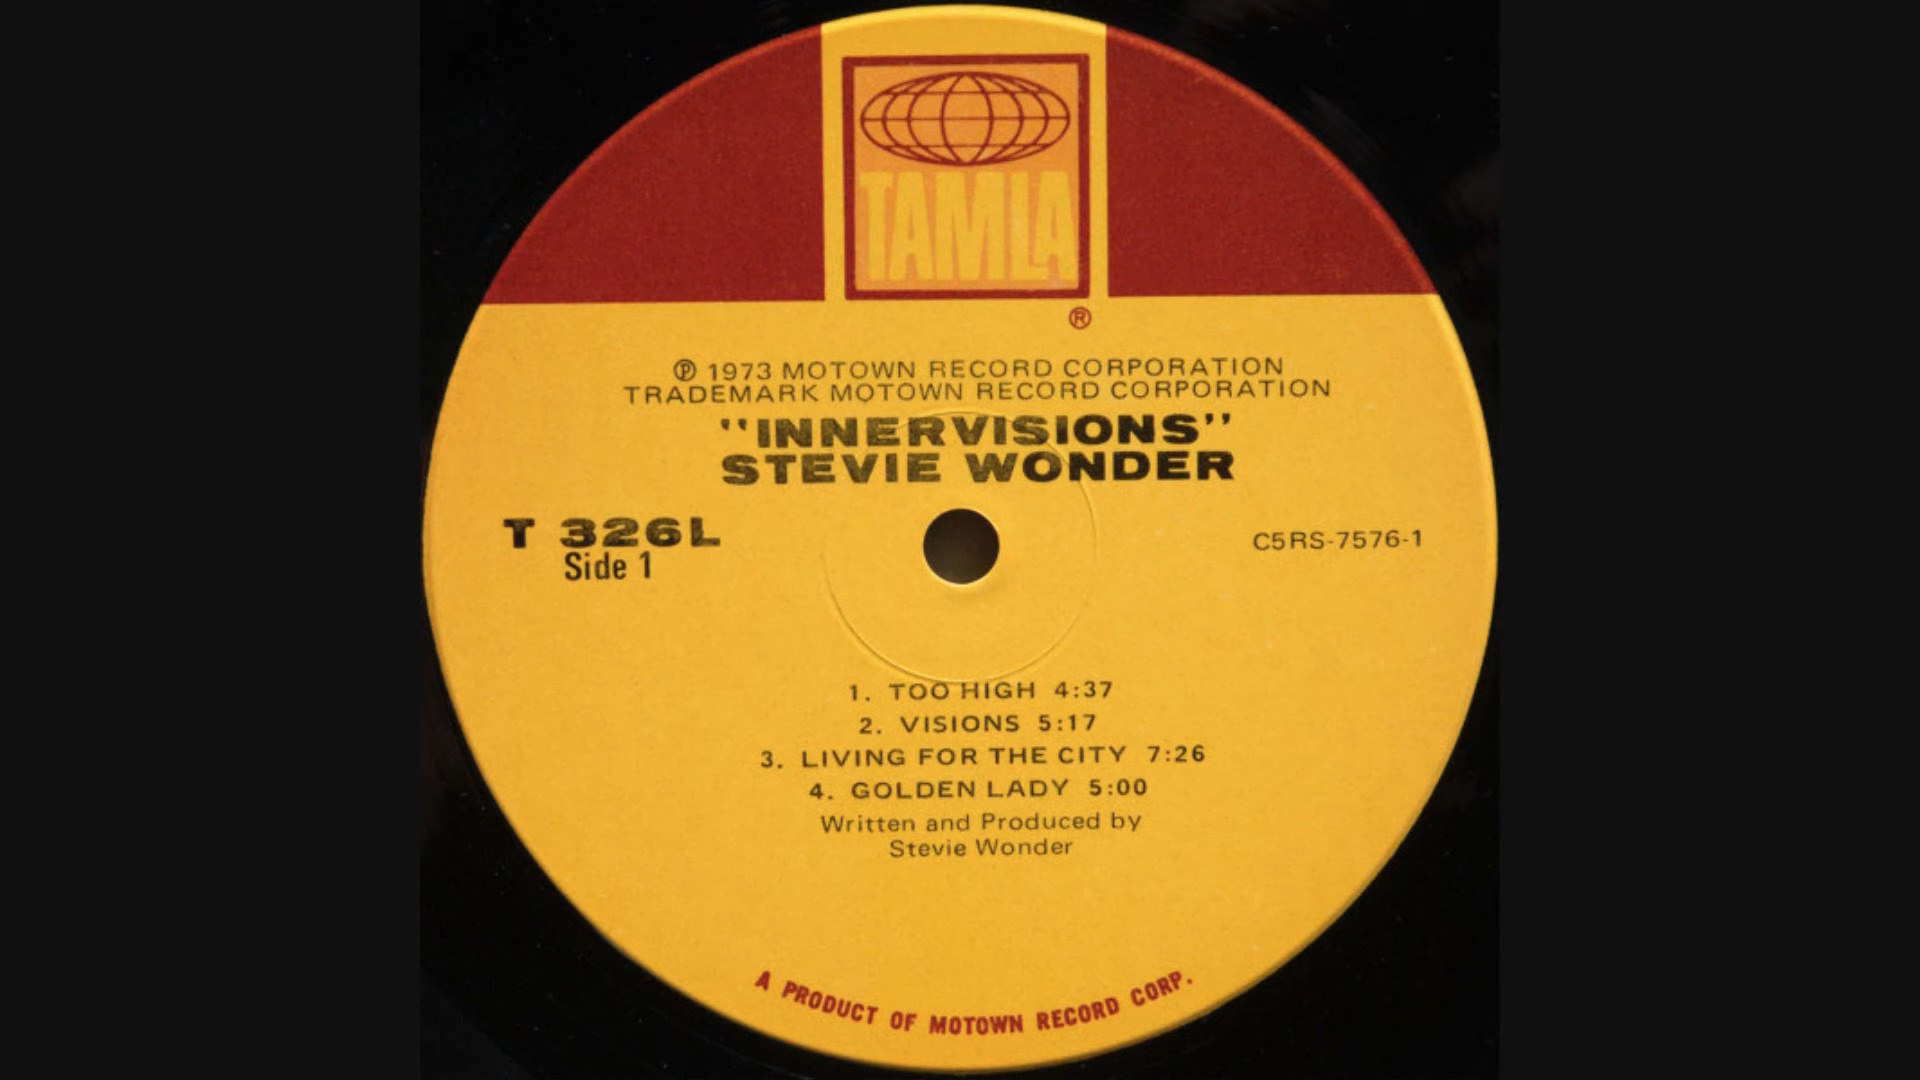 TAMLA
®
℗ 1973 MOTOWN RECORD CORPORATION
TRADEMARK MOTOWN RECORD CORPORATION
"INNERVISIONS"
STEVIE WONDER
T 326L
Side 1
C5RS-7576-1
1. TOO HIGH 4:37
2. VISIONS 5:17
3. LIVING FOR THE CITY 7:26
4. GOLDEN LADY 5:00
Written and Produced by
Stevie Wonder
A PRODUCT OF MOTOWN RECORD CORP.